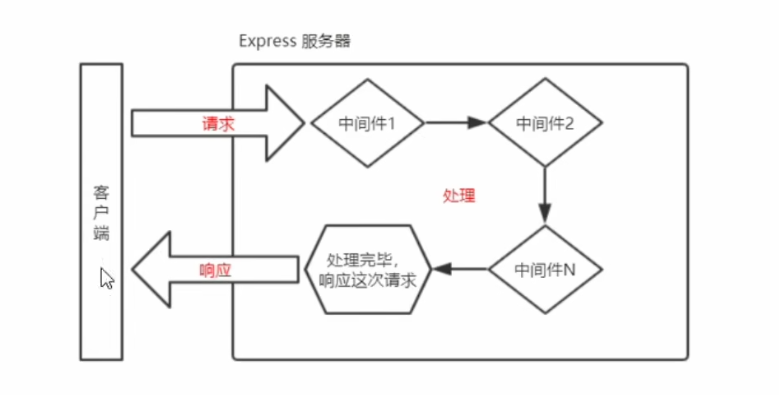 Express 服务器
请求
中间件1
中间件2
客
户
端
处理
处理完毕，
响应这次请求
响应
中间件N